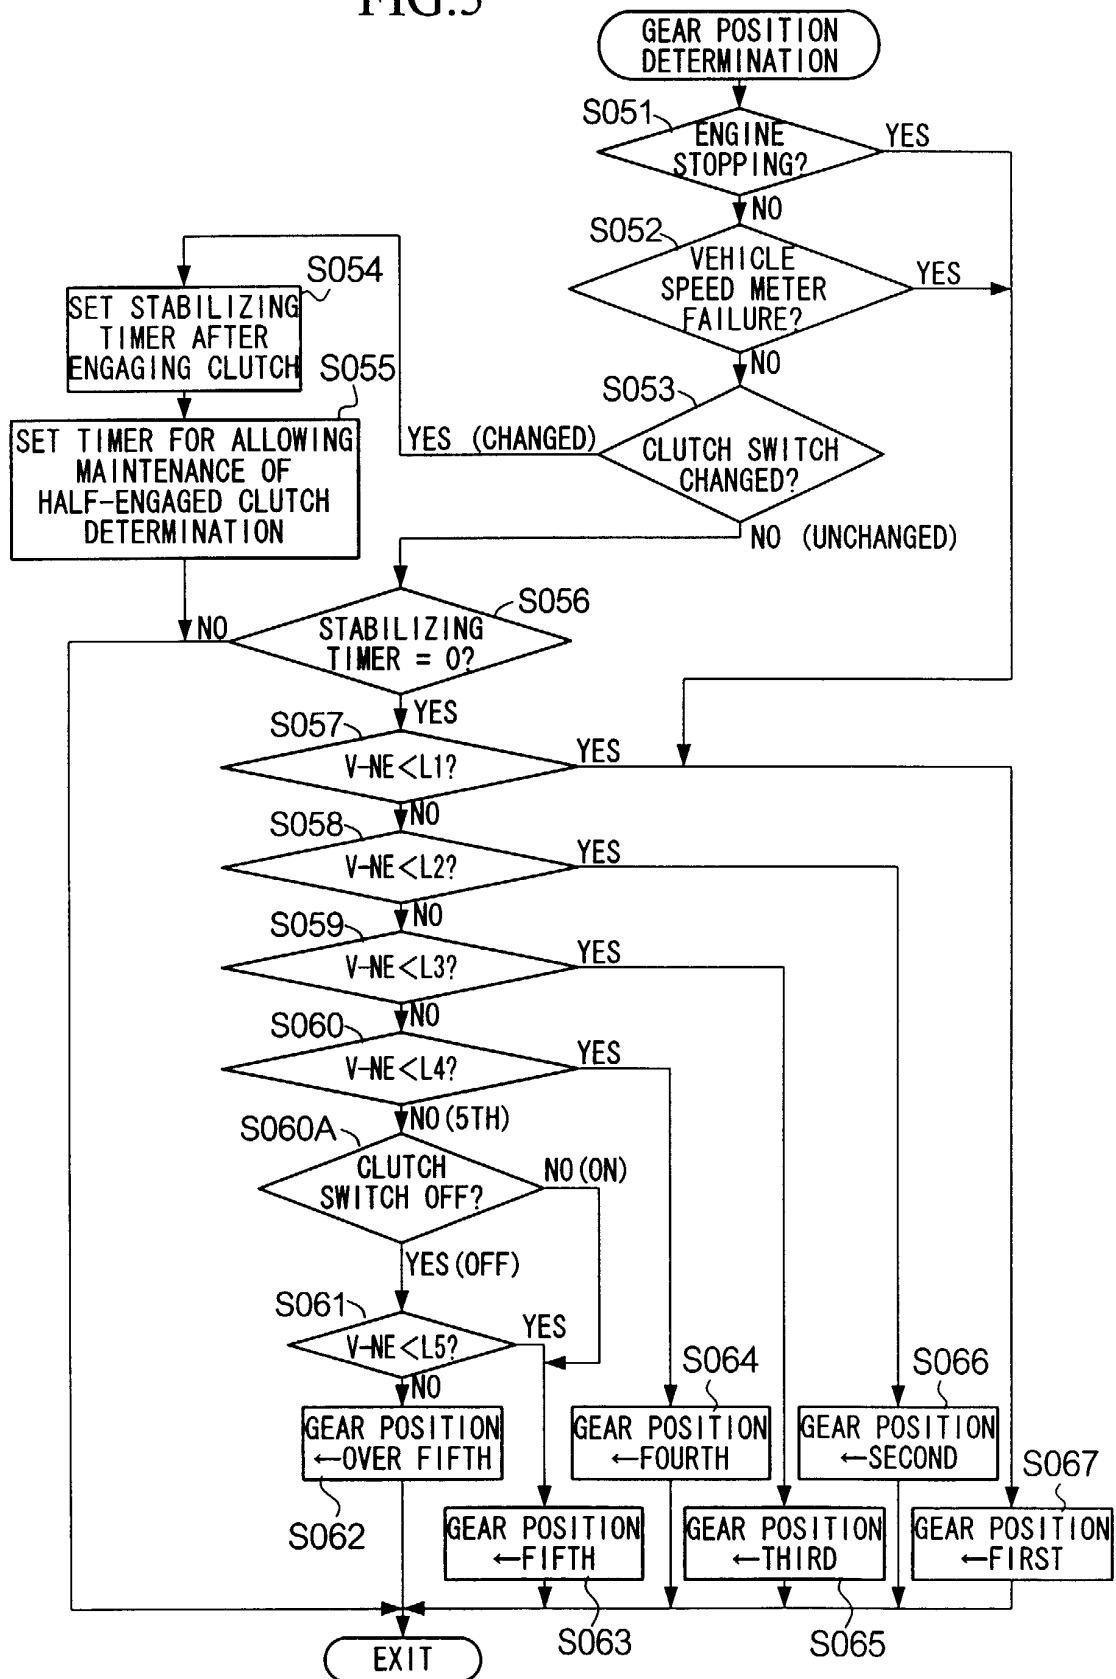 FIG.5
GEAR POSITION
DETERMINATION
S051
ENGINE
STOPPING?
YES
NO
S052
VEHICLE
SPEED METER
FAILURE?
YES
NO
S054
SET STABILIZING
TIMER AFTER
ENGAGING CLUTCH
S055
SET TIMER FOR ALLOWING
MAINTENANCE OF
HALF-ENGAGED CLUTCH
DETERMINATION
S053
YES (CHANGED)
CLUTCH SWITCH
CHANGED?
NO (UNCHANGED)
S056
NO
STABILIZING
TIMER = 0?
YES
S057
V-NE<L1?
YES
NO
S058
V-NE<L2?
YES
NO
S059
V-NE<L3?
YES
NO
S060
V-NE<L4?
YES
NO(5TH)
S060A
CLUTCH
SWITCH OFF?
NO(ON)
YES(OFF)
S061
V-NE<L5?
YES
NO
S064
S066
GEAR POSITION
←OVER FIFTH
GEAR POSITION
←FOURTH
GEAR POSITION
←SECOND
S067
S062
GEAR POSITION
←FIFTH
GEAR POSITION
←THIRD
GEAR POSITION
←FIRST
S063
S065
EXIT